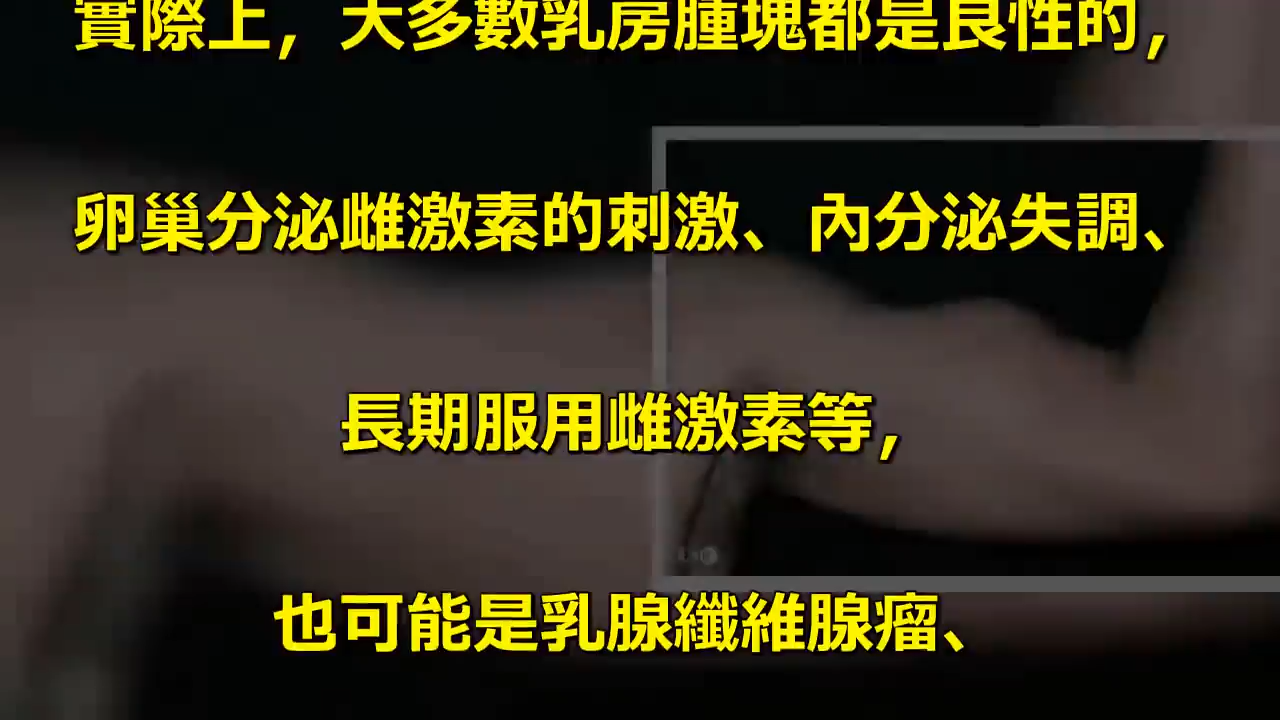 實際上，大多數乳房腫塊都是良性的，
卵巢分泌雌激素的刺激、內分泌失調、
長期服用雌激素等，
也可能是乳腺纖維腺瘤、